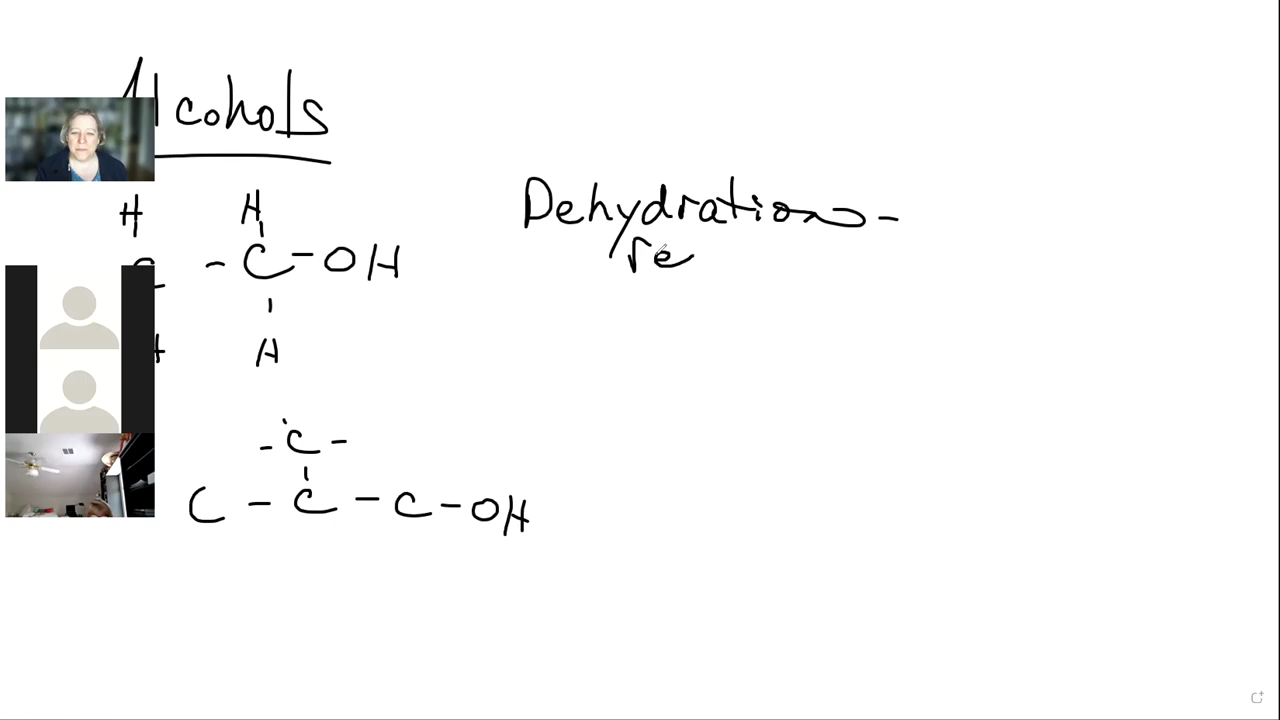 Alcohols
Dehydration -
re
H H
C - C - OH
H H
- C -
C - C - C - OH